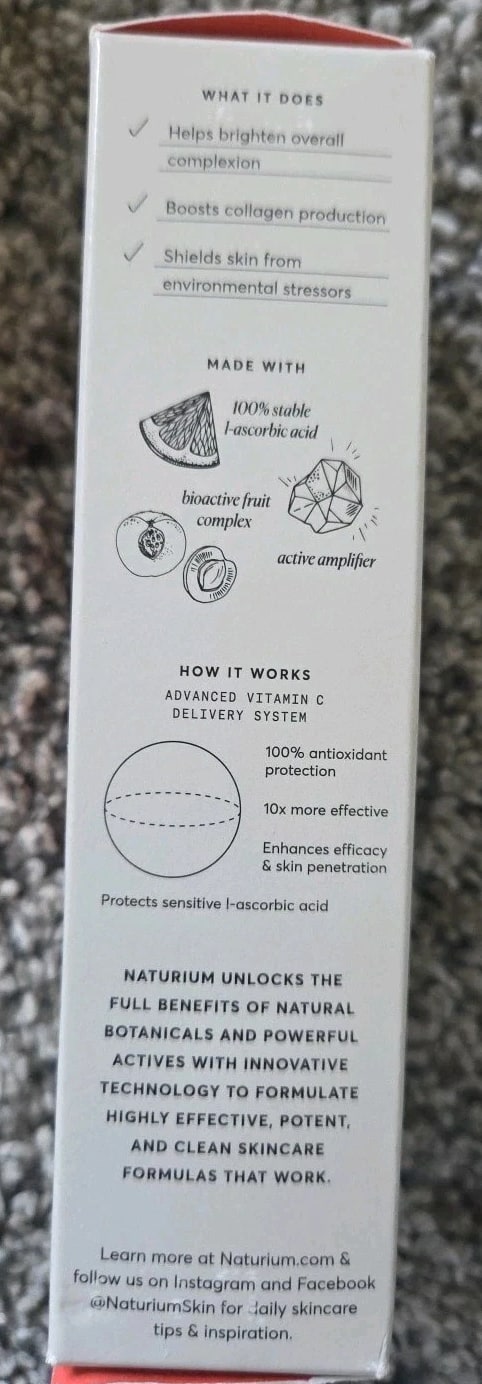 WHAT IT DOES
Helps brighten overall
complexion
Boosts collagen production
Shields skin from
environmental stressors
MADE WITH
100% stable
l-ascorbic acid
bioactive fruit
complex
active amplifier
HOW IT WORKS
ADVANCED VITAMIN C
DELIVERY SYSTEM
100% antioxidant
protection
10x more effective
Enhances efficacy
& skin penetration
Protects sensitive l-ascorbic acid
NATURIUM UNLOCKS THE
FULL BENEFITS OF NATURAL
BOTANICALS AND POWERFUL
ACTIVES WITH INNOVATIVE
TECHNOLOGY TO FORMULATE
HIGHLY EFFECTIVE, POTENT,
AND CLEAN SKINCARE
FORMULAS THAT WORK.
Learn more at Naturium.com &
follow us on Instagram and Facebook
@NaturiumSkin for daily skincare
tips & inspiration.